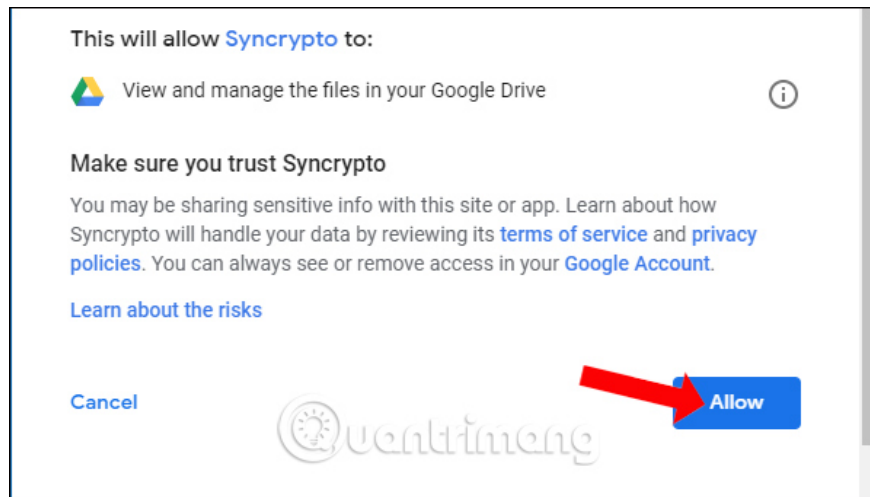 This will allow Syncrypto to:
View and manage the files in your Google Drive
Make sure you trust Syncrypto
You may be sharing sensitive info with this site or app. Learn about how
Syncrypto will handle your data by reviewing its terms of service and privacy
policies. You can always see or remove access in your Google Account.
Learn about the risks
Cancel
Allow
Quantrimang